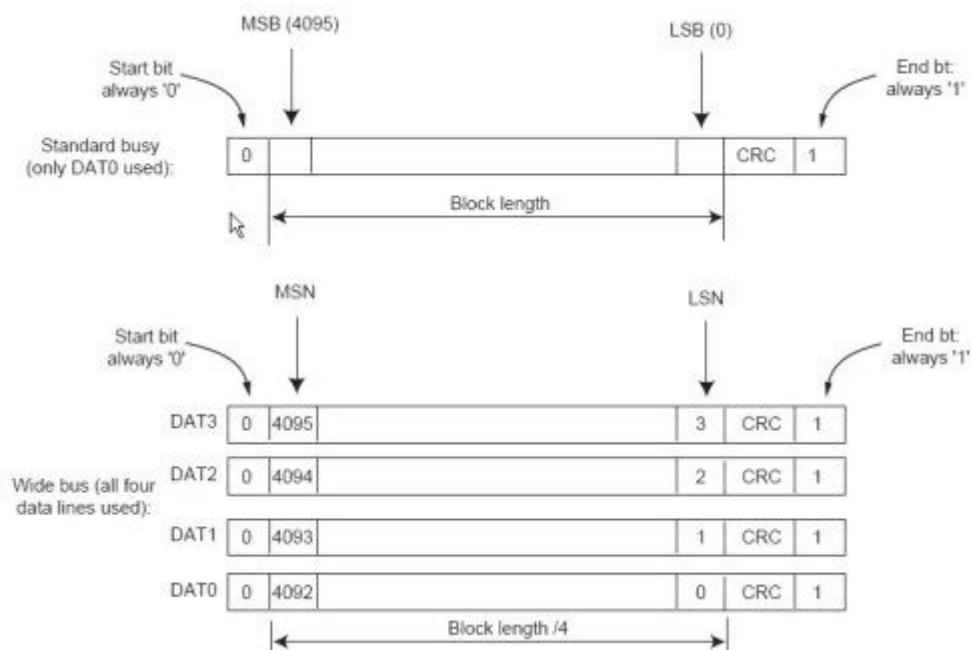 MSB (4095)
LSB (0)
Start bit
always '0'
End bt:
always '1'
Standard busy
(only DAT0 used):
0
CRC
1
Block length
MSN
LSN
Start bit
always '0'
End bt:
always '1'
DAT3 0 4095 3 CRC 1
Wide bus (all four
data lines used):
DAT2 0 4094 2 CRC 1
DAT1 0 4093 1 CRC 1
DAT0 0 4092 0 CRC 1
Block length /4